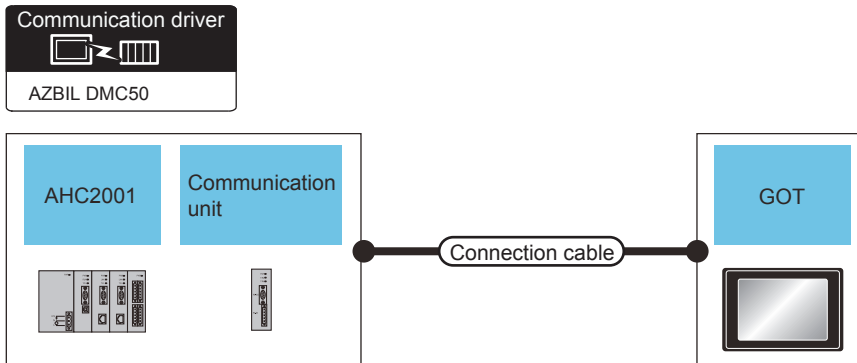 Communication driver
AZBIL DMC50
AHC2001
Communication
unit
GOT
Connection cable